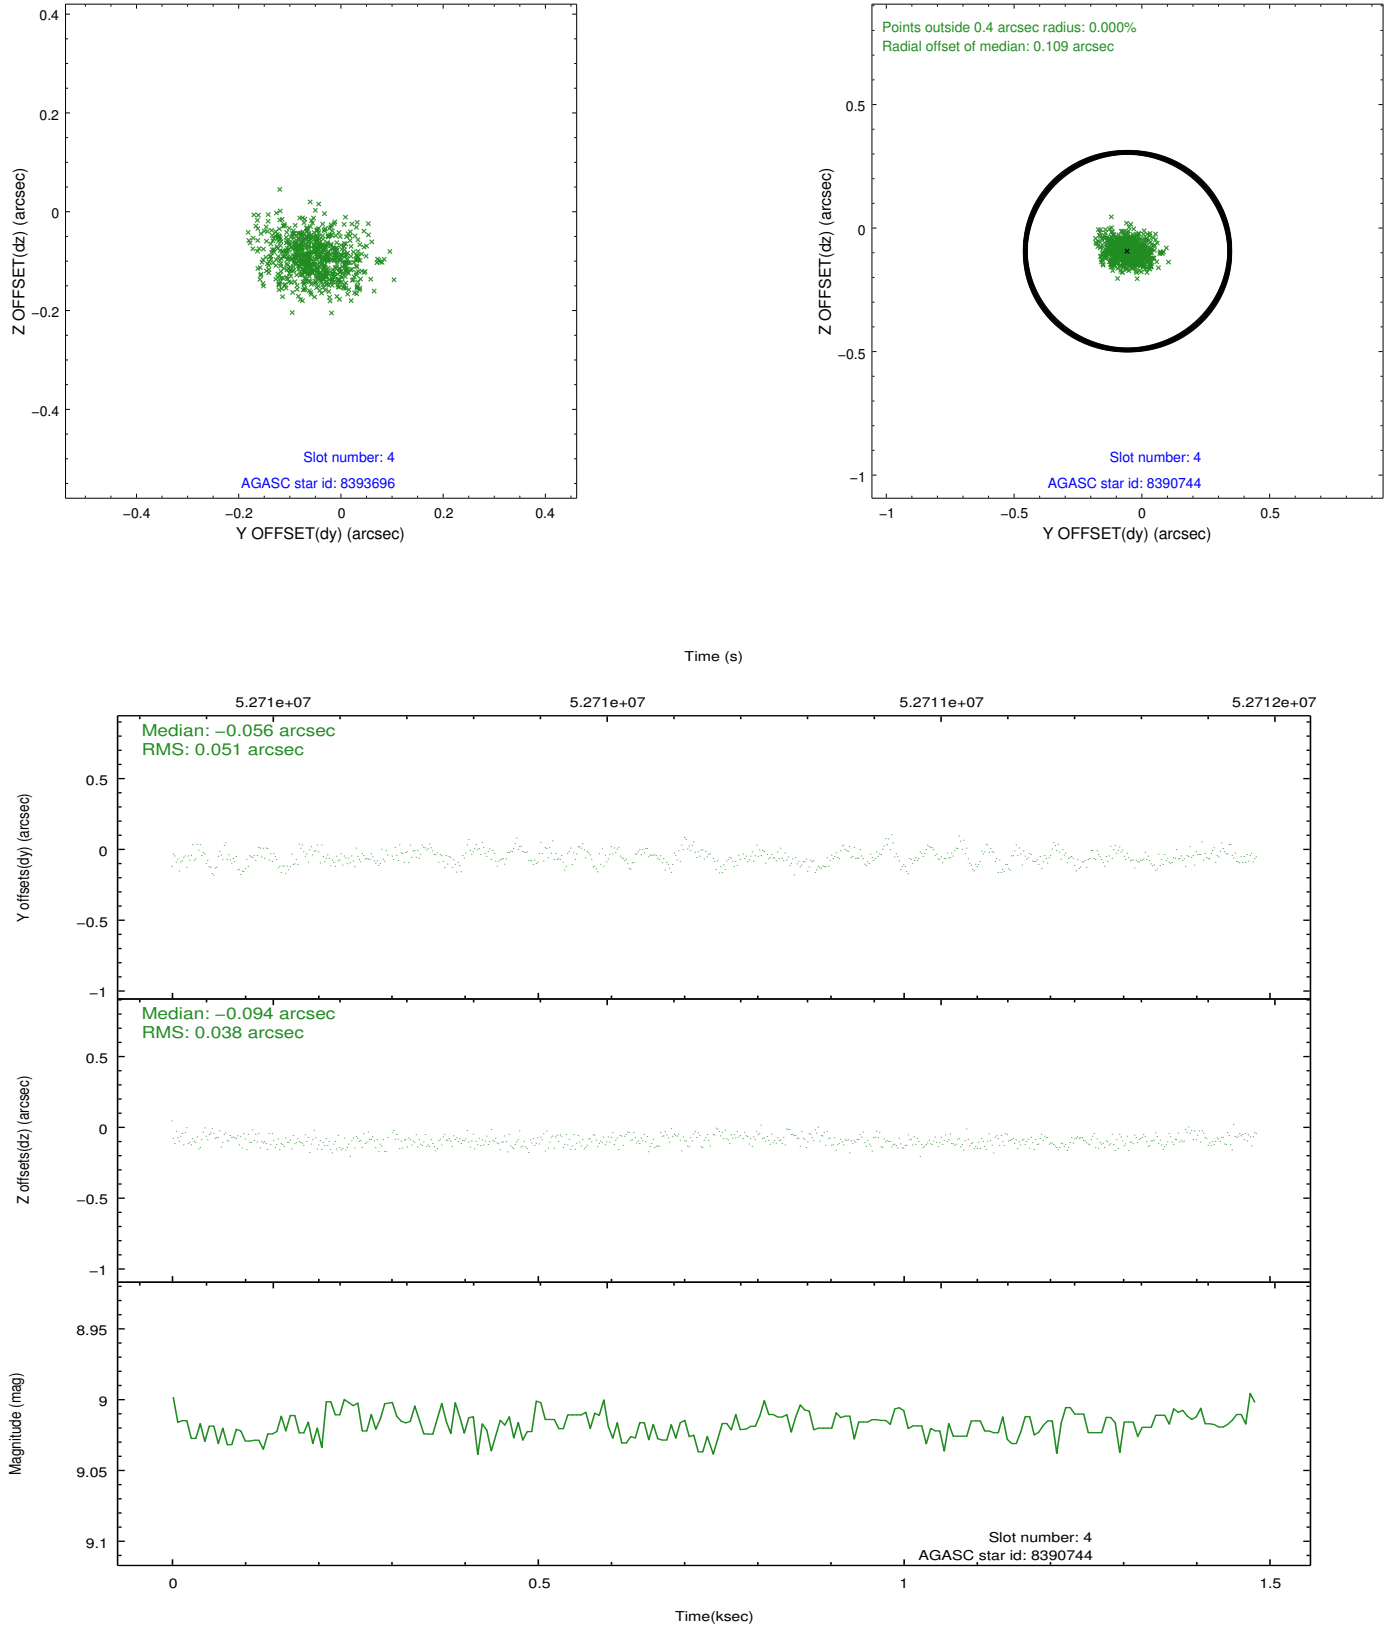 0.4
0.2
0
−0.2
−0.4
Z OFFSET(dz) (arcsec)
Slot number: 4
AGASC star id: 8393696
−0.4
−0.2
0
0.2
0.4
Y OFFSET(dy) (arcsec)
Points outside 0.4 arcsec radius: 0.000%
Radial offset of median: 0.109 arcsec
0.5
0
−0.5
−1
Z OFFSET(dz) (arcsec)
Slot number: 4
AGASC star id: 8390744
−1
−0.5
0
0.5
Y OFFSET(dy) (arcsec)
Time (s)
5.271e+07
5.271e+07
5.2711e+07
5.2712e+07
Median: −0.056 arcsec
RMS: 0.051 arcsec
0.5
0
−0.5
−1
Y offsets(dy) (arcsec)
Median: −0.094 arcsec
RMS: 0.038 arcsec
0.5
0
−0.5
−1
Z offsets(dz) (arcsec)
8.95
9
9.05
9.1
Magnitude (mag)
Slot number: 4
AGASC star id: 8390744
0
0.5
1
1.5
Time(ksec)